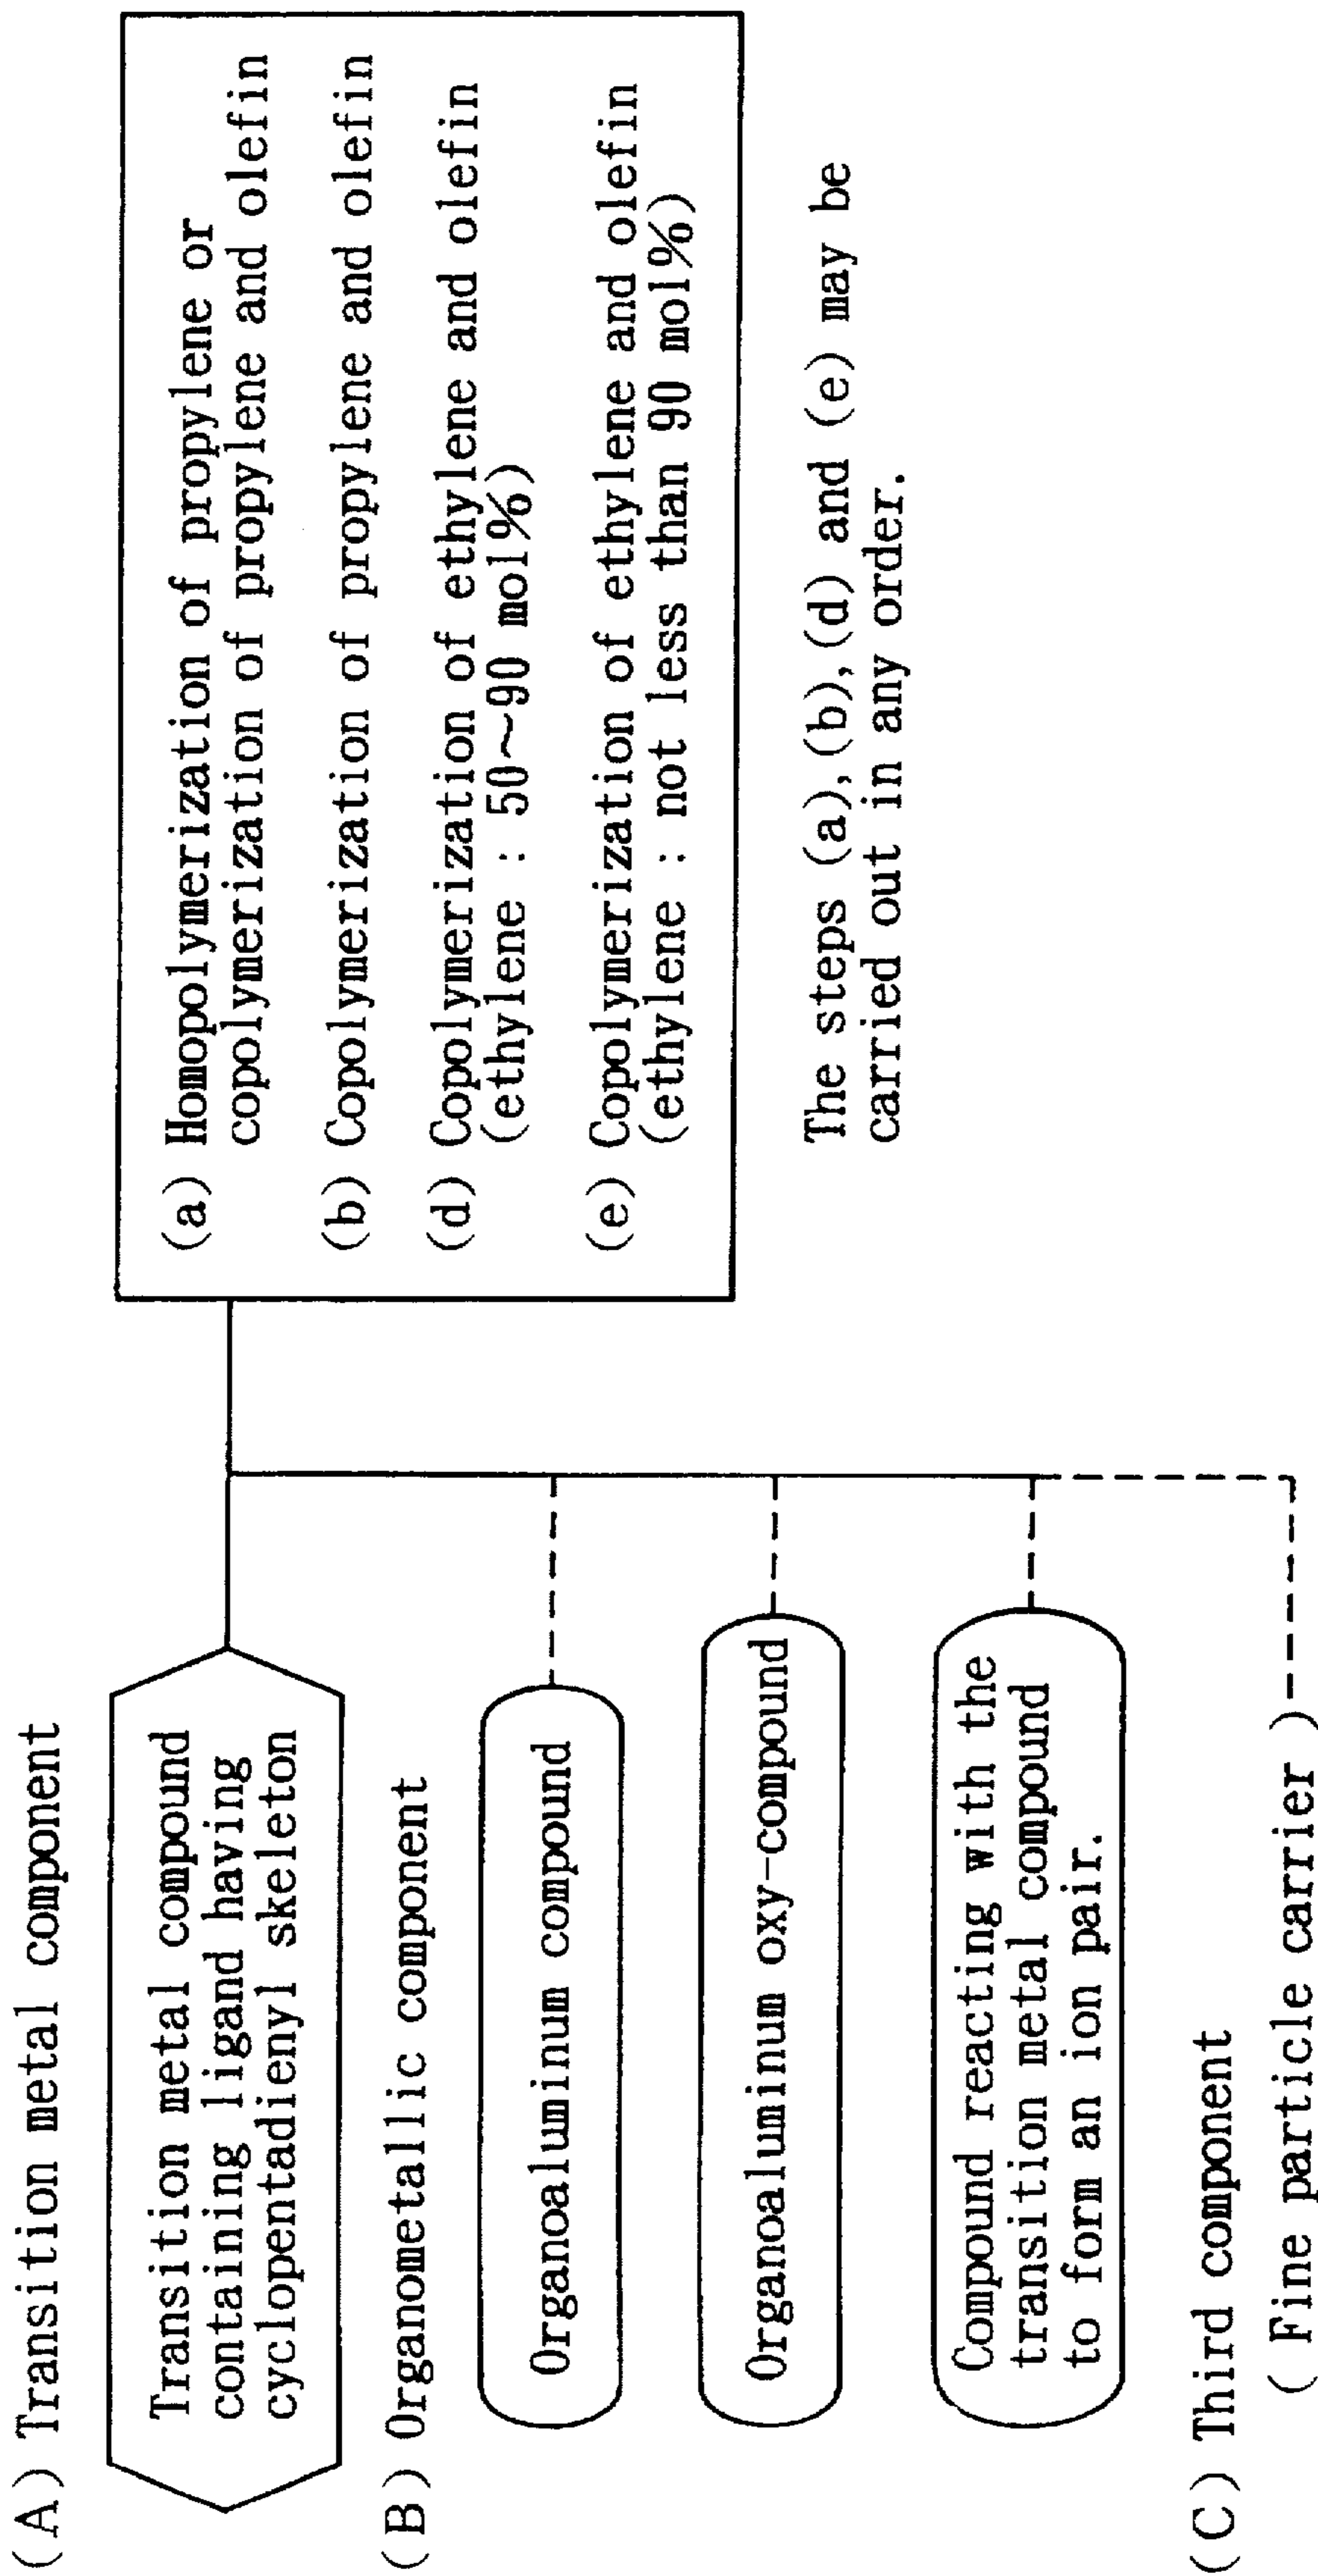 (A) Transition metal component
Transition metal compound
containing ligand having
cyclopentadienyl skeleton
(B) Organometallic component
Organoaluminum compound
Organoaluminum oxy-compound
Compound reacting with the
transition metal compound
to form an ion pair.
(C) Third component
( Fine particle carrier )
(a) Homopolymerization of propylene or
copolymerization of propylene and olefin
(b) Copolymerization of propylene and olefin
(d) Copolymerization of ethylene and olefin
(ethylene : 50~90 mol%)
(e) Copolymerization of ethylene and olefin
(ethylene : not less than 90 mol%)
The steps (a), (b), (d) and (e) may be
carried out in any order.